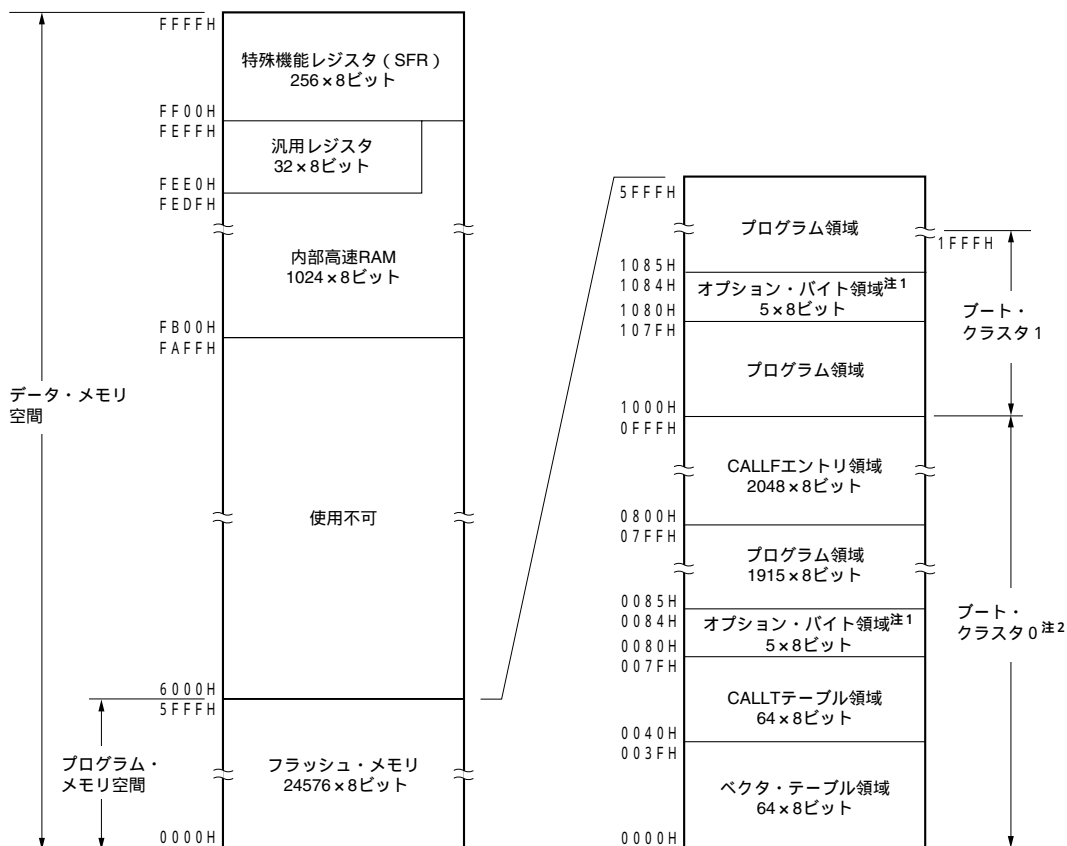 FFFFH
特殊機能レジスタ（SFR）
256×8ビット
FF00H
FEFFH
汎用レジスタ
32×8ビット
FEE0H
FEDFH
内部高速RAM
1024×8ビット
FB00H
FAFFH
データ・メモリ
空間
使用不可
6000H
5FFFH
プログラム・
メモリ空間
フラッシュ・メモリ
24576×8ビット
0000H
5FFFH
プログラム領域
1FFFH
1085H
1084H
オプション・バイト領域注1
5×8ビット
1080H
107FH
ブート・
クラスタ1
プログラム領域
1000H
0FFFH
CALLFエントリ領域
2048×8ビット
0800H
07FFH
プログラム領域
1915×8ビット
0085H
0084H
オプション・バイト領域注1
5×8ビット
0080H
007FH
ブート・
クラスタ0注2
CALLTテーブル領域
64×8ビット
0040H
003FH
ベクタ・テーブル領域
64×8ビット
0000H